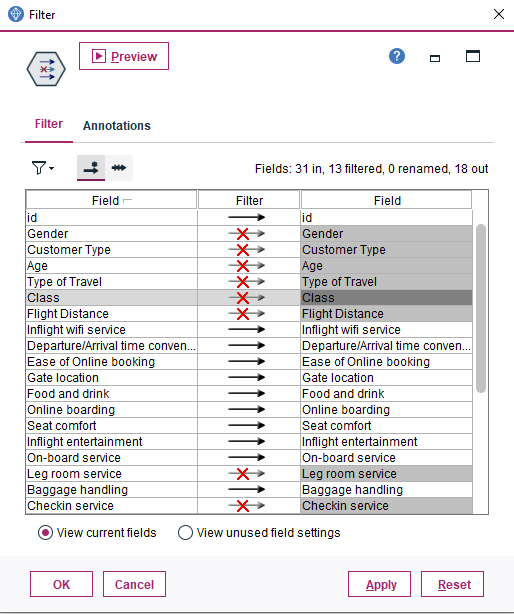 Filter
Preview
?
Filter Annotations
Fields: 31 in, 13 filtered, 0 renamed, 18 out
Field Filter Field
id id
Gender Gender
Customer Type Customer Type
Age Age
Type of Travel Type of Travel
Class Class
Flight Distance Flight Distance
Inflight wifi service Inflight wifi service
Departure/Arrival time conven... Departure/Arrival time conven...
Ease of Online booking Ease of Online booking
Gate location Gate location
Food and drink Food and drink
Online boarding Online boarding
Seat comfort Seat comfort
Inflight entertainment Inflight entertainment
On-board service On-board service
Leg room service Leg room service
Baggage handling Baggage handling
Checkin service Checkin service
View current fields View unused field settings
OK Cancel Apply Reset